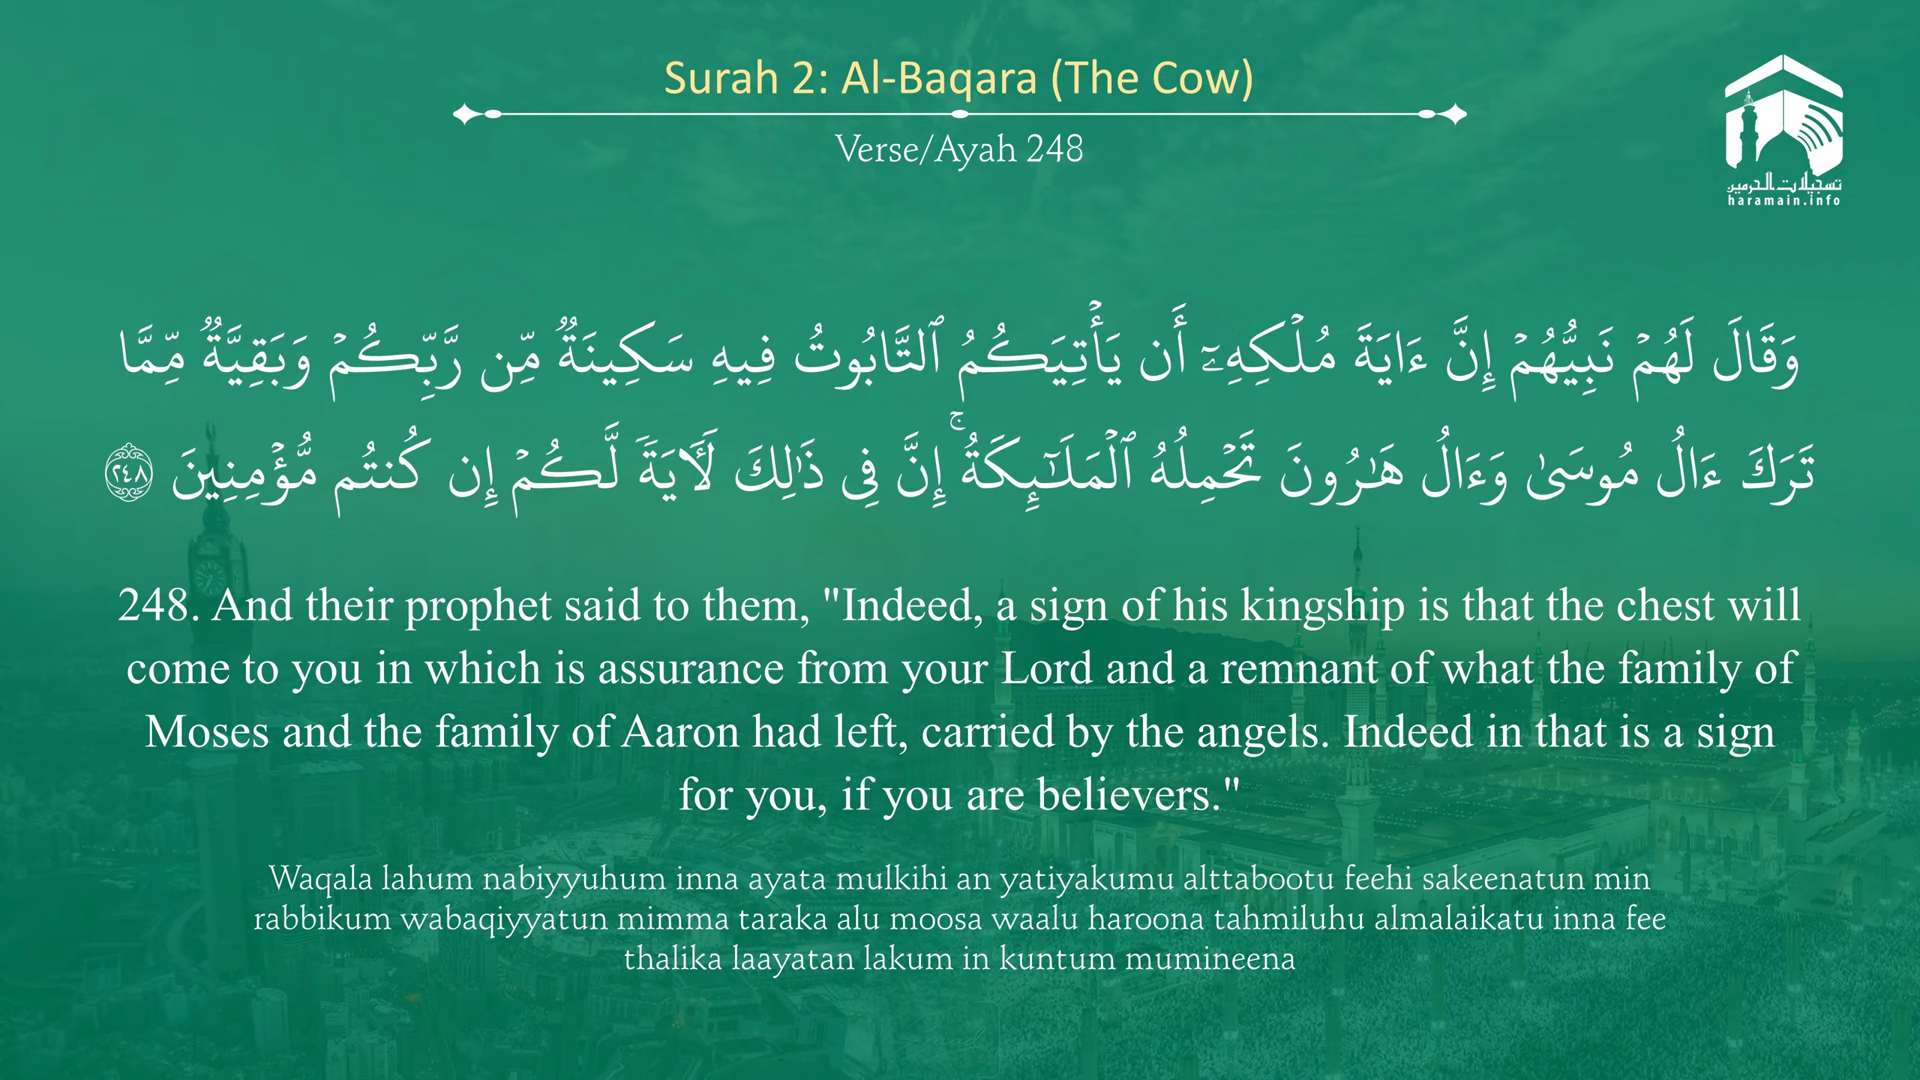 Surah 2: Al-Baqara (The Cow)
Verse/Ayah 248
تسجيلات الحرمين
haramain.info
وَقَالَ لَهُمۡ نَبِيُّهُمۡ إِنَّ ءَايَةَ مُلۡكِهِۦٓ أَن يَأۡتِيَكُمُ ٱلتَّابُوتُ فِيهِ سَكِينَةٞ مِّن رَّبِّكُمۡ وَبَقِيَّةٞ مِّمَّا
تَرَكَ ءَالُ مُوسَىٰ وَءَالُ هَٰرُونَ تَحۡمِلُهُ ٱلۡمَلَٰٓئِكَةُۚ إِنَّ فِي ذَٰلِكَ لَأٓيَةٗ لَّكُمۡ إِن كُنتُم مُّؤۡمِنِينَ ٢٤٨
248. And their prophet said to them, "Indeed, a sign of his kingship is that the chest will
come to you in which is assurance from your Lord and a remnant of what the family of
Moses and the family of Aaron had left, carried by the angels. Indeed in that is a sign
for you, if you are believers."
Waqala lahum nabiyyuhum inna ayata mulkihi an yatiyakumu alttabootu feehi sakeenatun min
rabbikum wabaqiyyatun mimma taraka alu moosa waalu haroona tahmiluhu almalaikatu inna fee
thalika laayatan lakum in kuntum mumineena